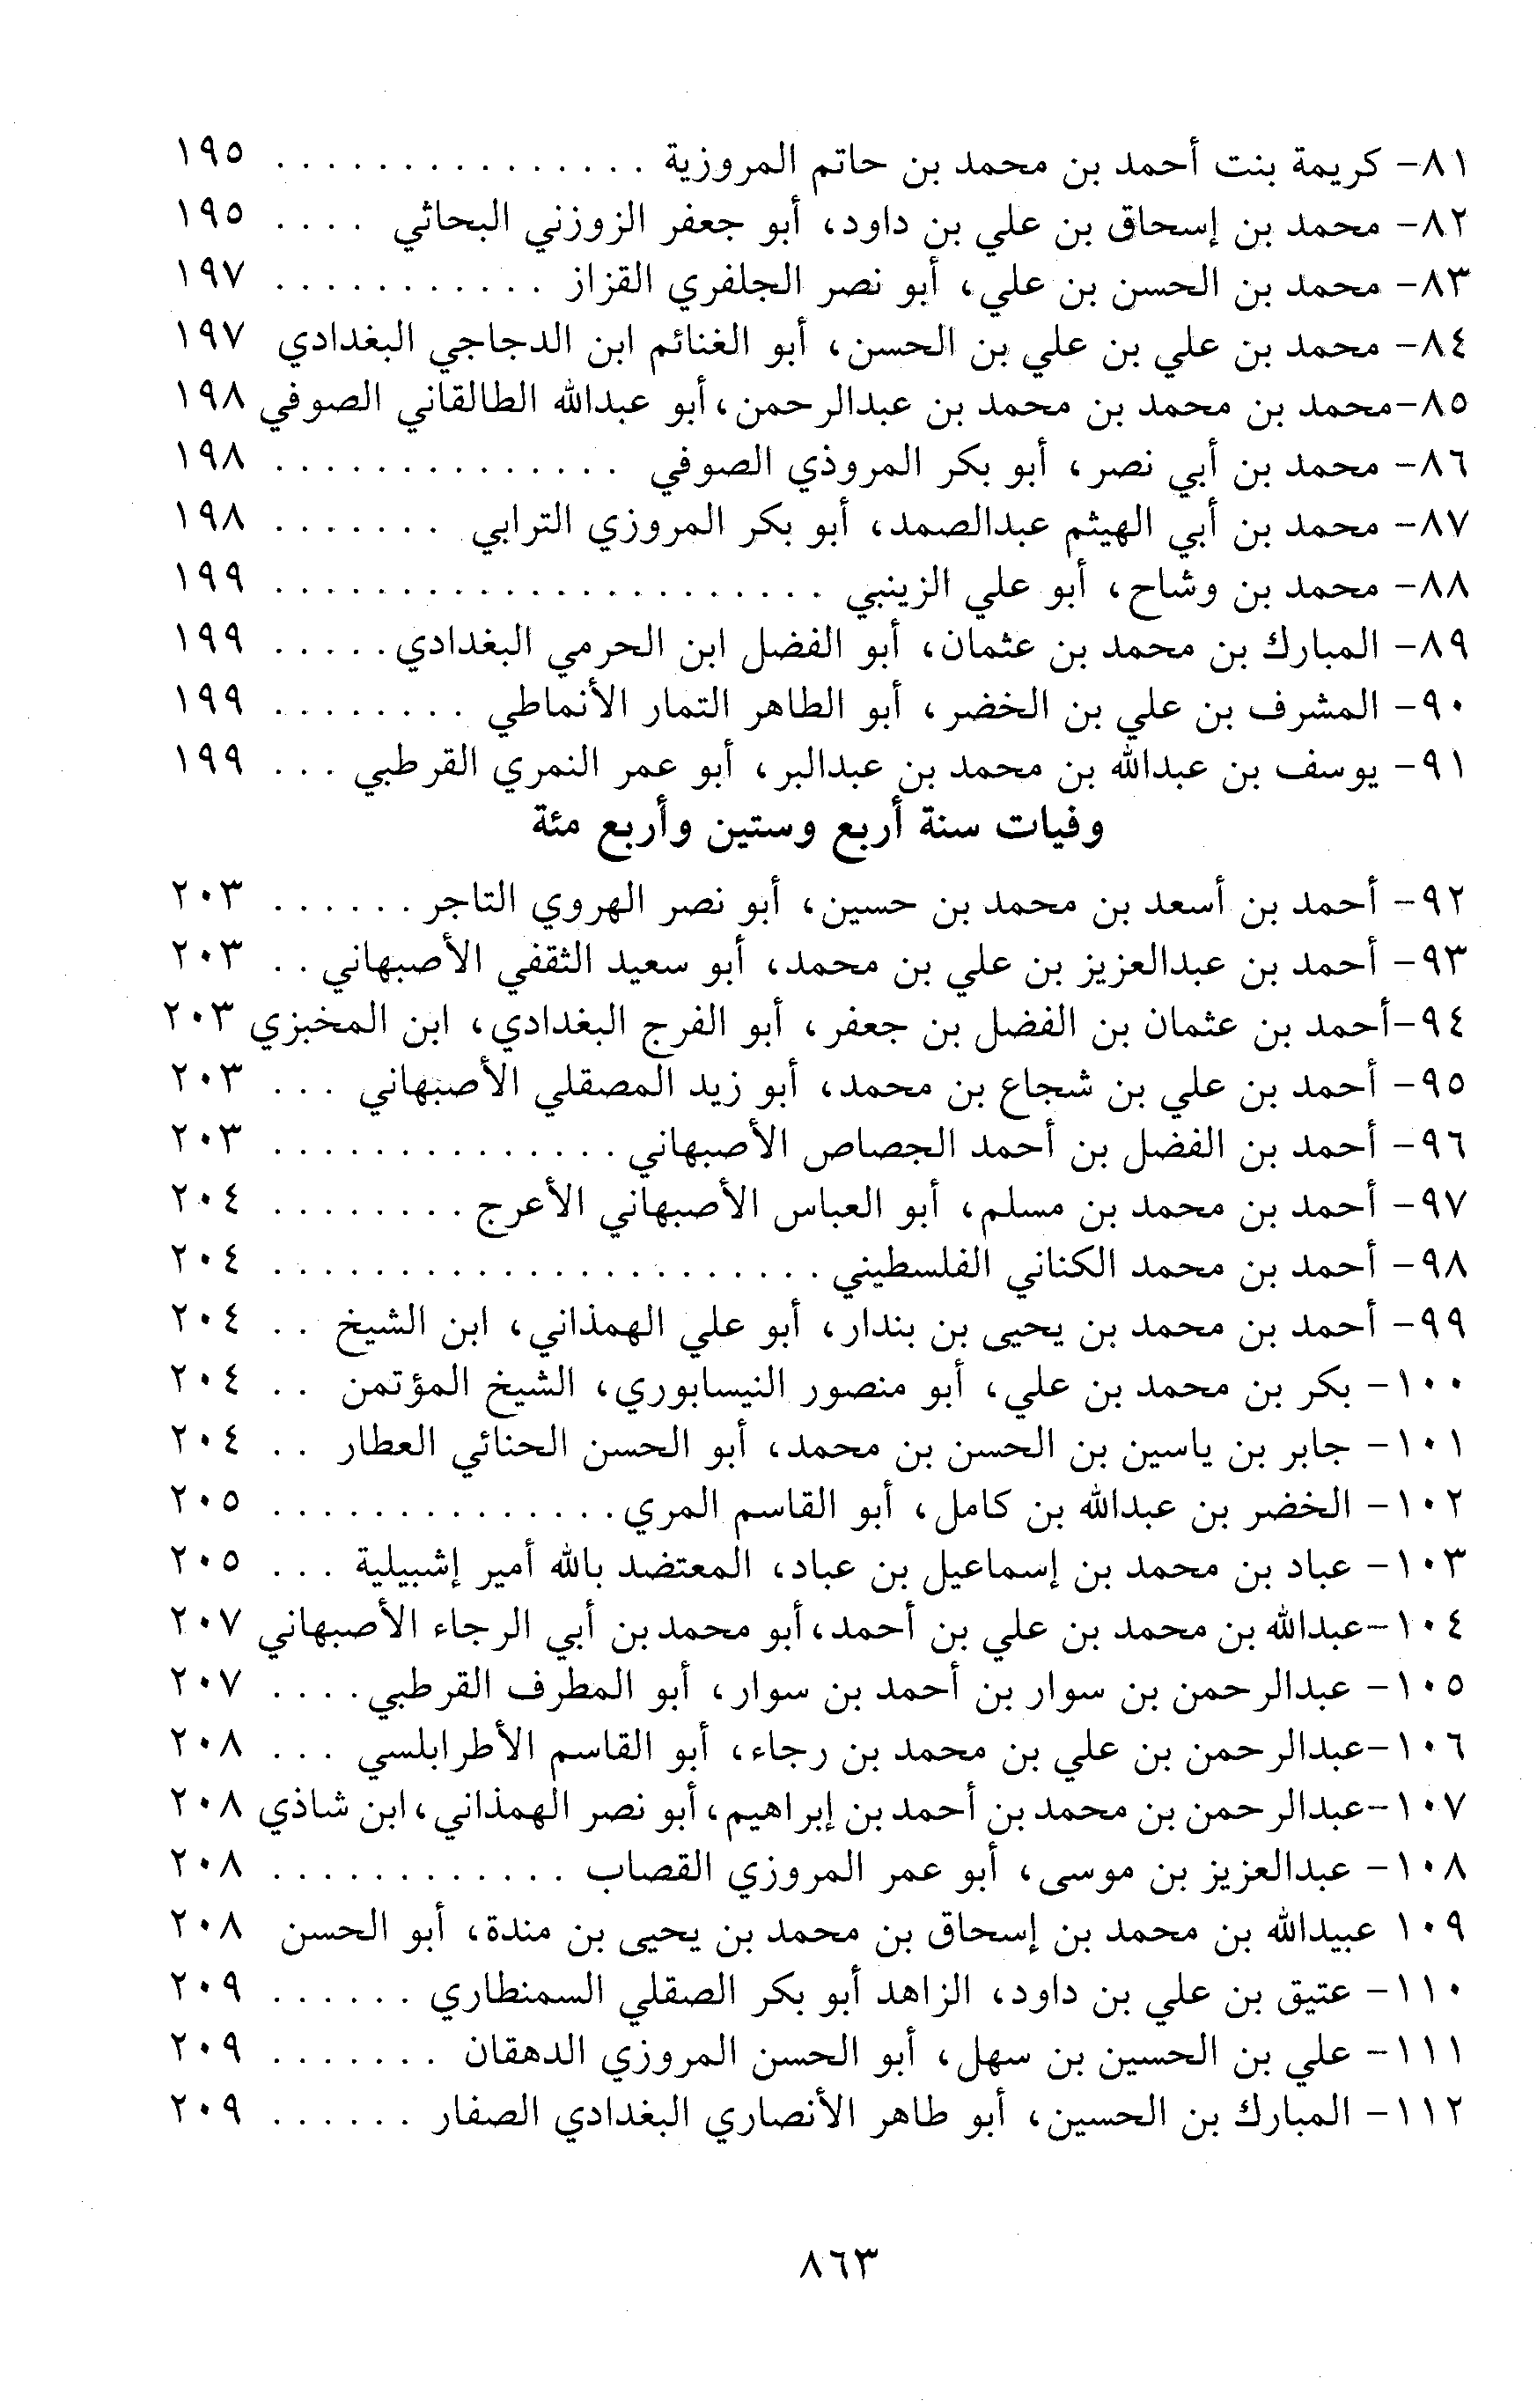 ٨١- كريمة بنت أحمد بن محمد بن حاتم المروزية . . . . . . . . . . . . . . . ١٩٥
٨٢- محمد بن إسحاق بن علي بن داود، أبو جعفر الزوزني البحاثي . . . . ١٩٥
٨٣- محمد بن الحسن بن علي، أبو نصر الجلفري القزاز . . . . . . . . . . . ١٩٧
٨٤- محمد بن علي بن علي بن الحسن، أبو الغنائم ابن الدجاجي البغدادي ١٩٧
٨٥-محمد بن محمد بن محمد بن عبدالرحمن، أبو عبدالله الطالقاني الصوفي ١٩٨
٨٦- محمد بن أبي نصر، أبو بكر المروذي الصوفي . . . . . . . . . . . . . . ١٩٨
٨٧- محمد بن أبي الهيثم عبدالصمد، أبو بكر المروزي الترابي . . . . . . . ١٩٨
٨٨- محمد بن وشاح، أبو علي الزينبي . . . . . . . . . . . . . . . . . . . . . . ١٩٩
٨٩- المبارك بن محمد بن عثمان، أبو الفضل ابن الحرمي البغدادي . . . . . ١٩٩
٩٠- المشرف بن علي بن الخضر، أبو الطاهر التمار الأنماطي . . . . . . . . ١٩٩
٩١- يوسف بن عبدالله بن محمد بن عبدالبر، أبو عمر النمري القرطبي . . . ١٩٩
وفيات سنة أربع وستين وأربع مئة
٩٢- أحمد بن أسعد بن محمد بن حسين، أبو نصر الهروي التاجر . . . . . . ٢٠٣
٩٣- أحمد بن عبدالعزيز بن علي بن محمد، أبو سعيد الثقفي الأصبهاني . . ٢٠٣
٩٤-أحمد بن عثمان بن الفضل بن جعفر، أبو الفرج البغدادي، ابن المخبزي ٢٠٣
٩٥- أحمد بن علي بن شجاع بن محمد، أبو زيد المصقلي الأصبهاني . . . ٢٠٣
٩٦- أحمد بن الفضل بن أحمد الجصاص الأصبهاني . . . . . . . . . . . . . . ٢٠٣
٩٧- أحمد بن محمد بن مسلم، أبو العباس الأصبهاني الأعرج . . . . . . . . ٢٠٤
٩٨- أحمد بن محمد الكناني الفلسطيني . . . . . . . . . . . . . . . . . . . . . . ٢٠٤
٩٩- أحمد بن محمد بن يحيى بن بندار، أبو علي الهمذاني، ابن الشيخ . . ٢٠٤
١٠٠- بكر بن محمد بن علي، أبو منصور النيسابوري، الشيخ المؤتمن . . ٢٠٤
١٠١- جابر بن ياسين بن الحسن بن محمد، أبو الحسن الحنائي العطار . . ٢٠٤
١٠٢- الخضر بن عبدالله بن كامل، أبو القاسم المري . . . . . . . . . . . . . . ٢٠٥
١٠٣- عباد بن محمد بن إسماعيل بن عباد، المعتضد بالله أمير إشبيلية . . . ٢٠٥
١٠٤-عبدالله بن محمد بن علي بن أحمد، أبو محمد بن أبي الرجاء الأصبهاني ٢٠٧
١٠٥- عبدالرحمن بن سوار بن أحمد بن سوار، أبو المطرف القرطبي . . . . ٢٠٧
١٠٦-عبدالرحمن بن علي بن محمد بن رجاء، أبو القاسم الأطرابلسي . . . ٢٠٨
١٠٧-عبدالرحمن بن محمد بن أحمد بن إبراهيم، أبو نصر الهمذاني، ابن شاذي ٢٠٨
١٠٨- عبدالعزيز بن موسى، أبو عمر المروزي القصاب . . . . . . . . . . . . ٢٠٨
١٠٩ عبيدالله بن محمد بن إسحاق بن محمد بن يحيى بن مندة، أبو الحسن ٢٠٨
١١٠- عتيق بن علي بن داود، الزاهد أبو بكر الصقلي السمنطاري . . . . . . ٢٠٩
١١١- علي بن الحسين بن سهل، أبو الحسن المروزي الدهقان . . . . . . . ٢٠٩
١١٢- المبارك بن الحسين، أبو طاهر الأنصاري البغدادي الصفار . . . . . . ٢٠٩
٨٦٣